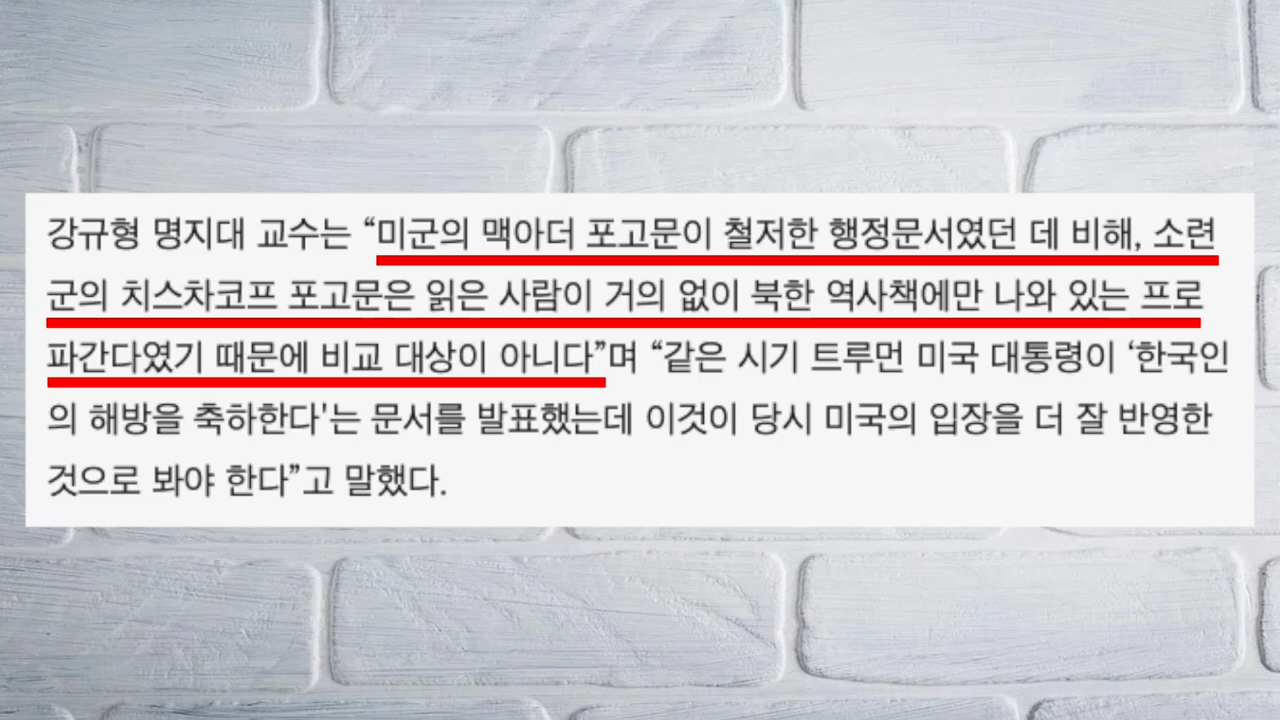 강규형 명지대 교수는 “미군의 맥아더 포고문이 철저한 행정문서였던 데 비해, 소련
군의 치스차코프 포고문은 읽은 사람이 거의 없이 북한 역사책에만 나와 있는 프로
파간다였기 때문에 비교 대상이 아니다”며 “같은 시기 트루먼 미국 대통령이 ‘한국인
의 해방을 축하한다'는 문서를 발표했는데 이것이 당시 미국의 입장을 더 잘 반영한
것으로 봐야 한다”고 말했다.